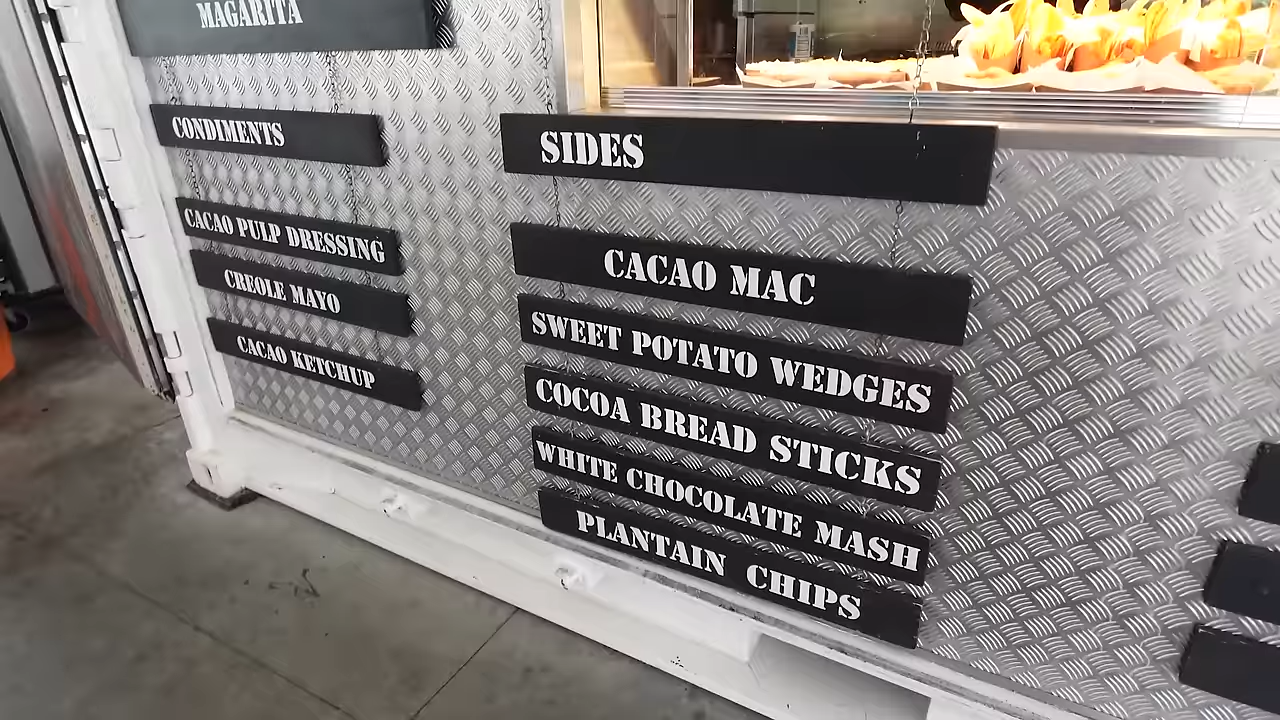 MAGARITA
CONDIMENTS
CACAO PULP DRESSING
CREOLE MAYO
CACAO KETCHUP
SIDES
CACAO MAC
SWEET POTATO WEDGES
COCOA BREAD STICKS
WHITE CHOCOLATE MASH
PLANTAIN CHIPS